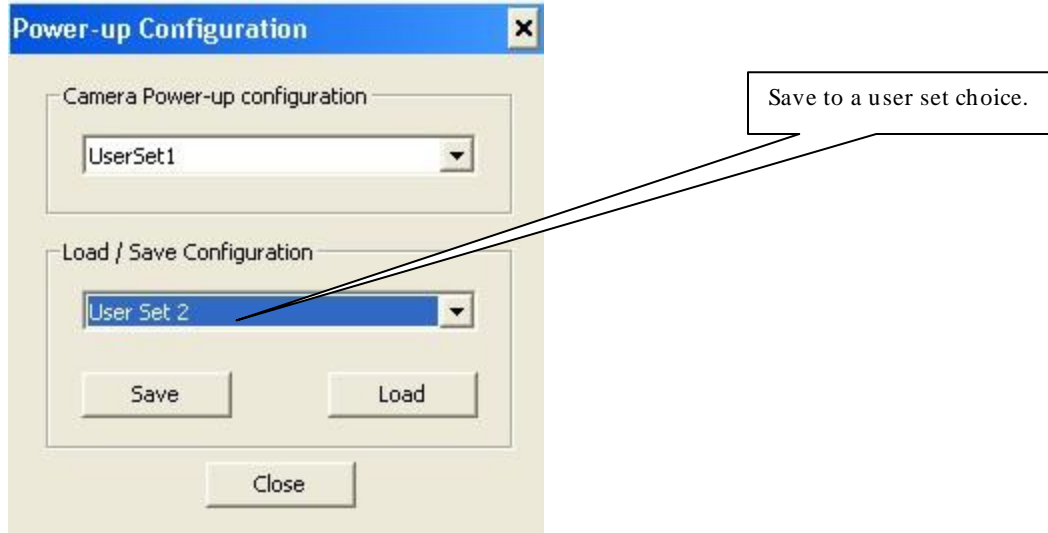 Power-up Configuration
Camera Power-up configuration
UserSet1
Save to a user set choice.
Load / Save Configuration
User Set 2
Save
Load
Close